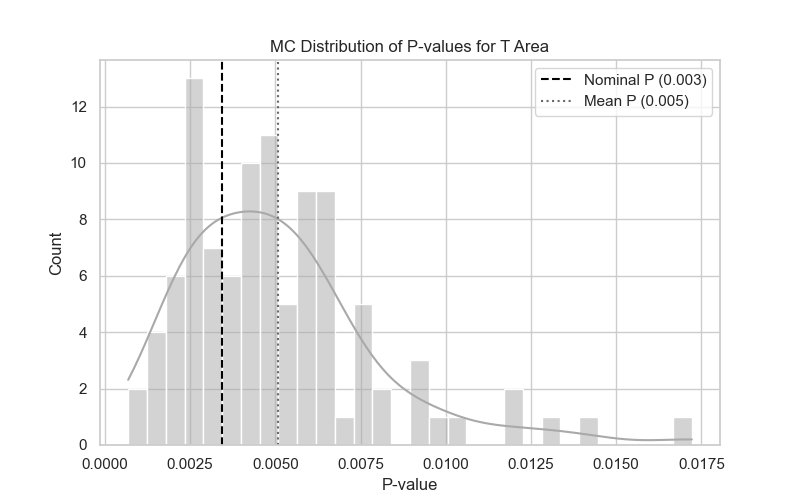 MC Distribution of P-values for T Area
Nominal P (0.003)
Mean P (0.005)
Count
12
10
8
6
4
2
0
0.0000 0.0025 0.0050 0.0075 0.0100 0.0125 0.0150 0.0175
P-value